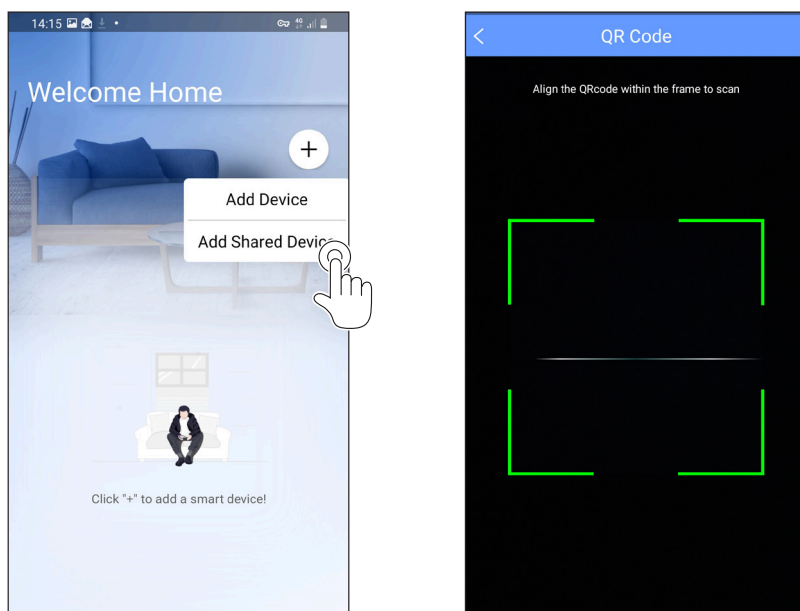 14:15
4G
Welcome Home
+
Add Device
Add Shared Device
Click "+" to add a smart device!
QR Code
Align the QRcode within the frame to scan